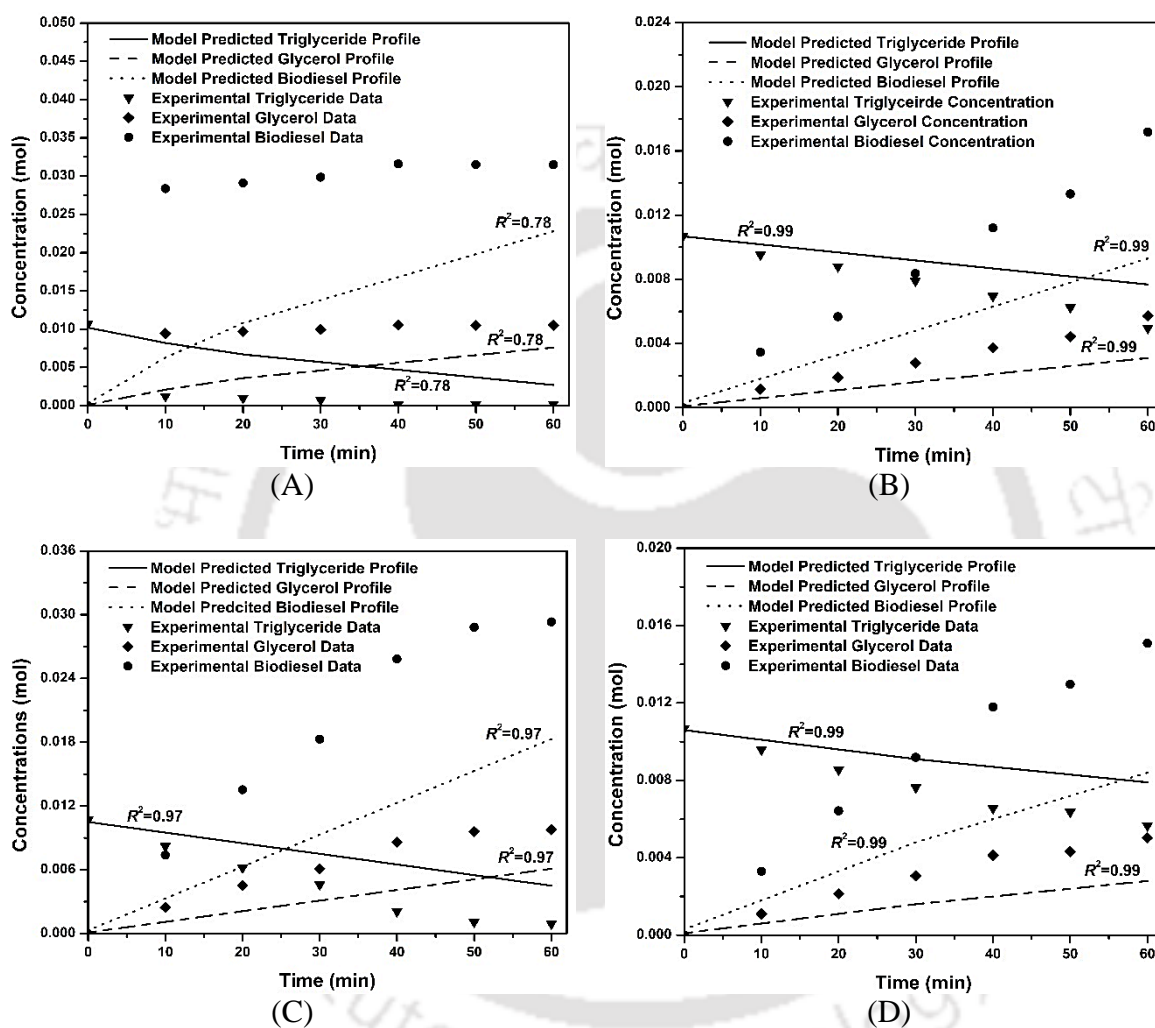 0.050
0.045
0.040
0.035
0.030
0.025
0.020
0.015
0.010
0.005
0.000
Concentration (mol)
Model Predicted Triglyceride Profile
Model Predicted Glycerol Profile
Model Predicted Biodiesel Profile
Experimental Triglyceride Data
Experimental Glycerol Data
Experimental Biodiesel Data
R²=0.78
R²=0.78
R²=0.78
0 10 20 30 40 50 60
Time (min)
(A)
0.024
0.020
0.016
0.012
0.008
0.004
0.000
Concentration (mol)
Model Predicted Triglyceride Profile
Model Predicted Glycerol Profile
Model Predicted Biodiesel Profile
Experimental Triglyceirde Concentration
Experimental Glycerol Concentration
Experimental Biodiesel Concentration
R²=0.99
R²=0.99
R²=0.99
0 10 20 30 40 50 60
Time (min)
(B)
0.036
0.030
0.024
0.018
0.012
0.006
0.000
Concentrations (mol)
Model Predicted Triglyceride Profile
Model Predicted Glycerol Profile
Model Predicited Biodiesel Profile
Experimental Triglyceride Data
Experimental Glycerol Data
Experimental Biodiesel Data
R²=0.97
R²=0.97
R²=0.97
0 10 20 30 40 50 60
Time (min)
(C)
0.020
0.016
0.012
0.008
0.004
0.000
Concentration (mol)
Model Predicted Triglyceride Profile
Model Predicted Glycerol Profile
Model Predicted Biodiesel Profile
Experimental Triglyceride Data
Experimental Glycerol Data
Experimental Biodiesel Data
R²=0.99
R²=0.99
R²=0.99
0 10 20 30 40 50 60
Time (min)
(D)